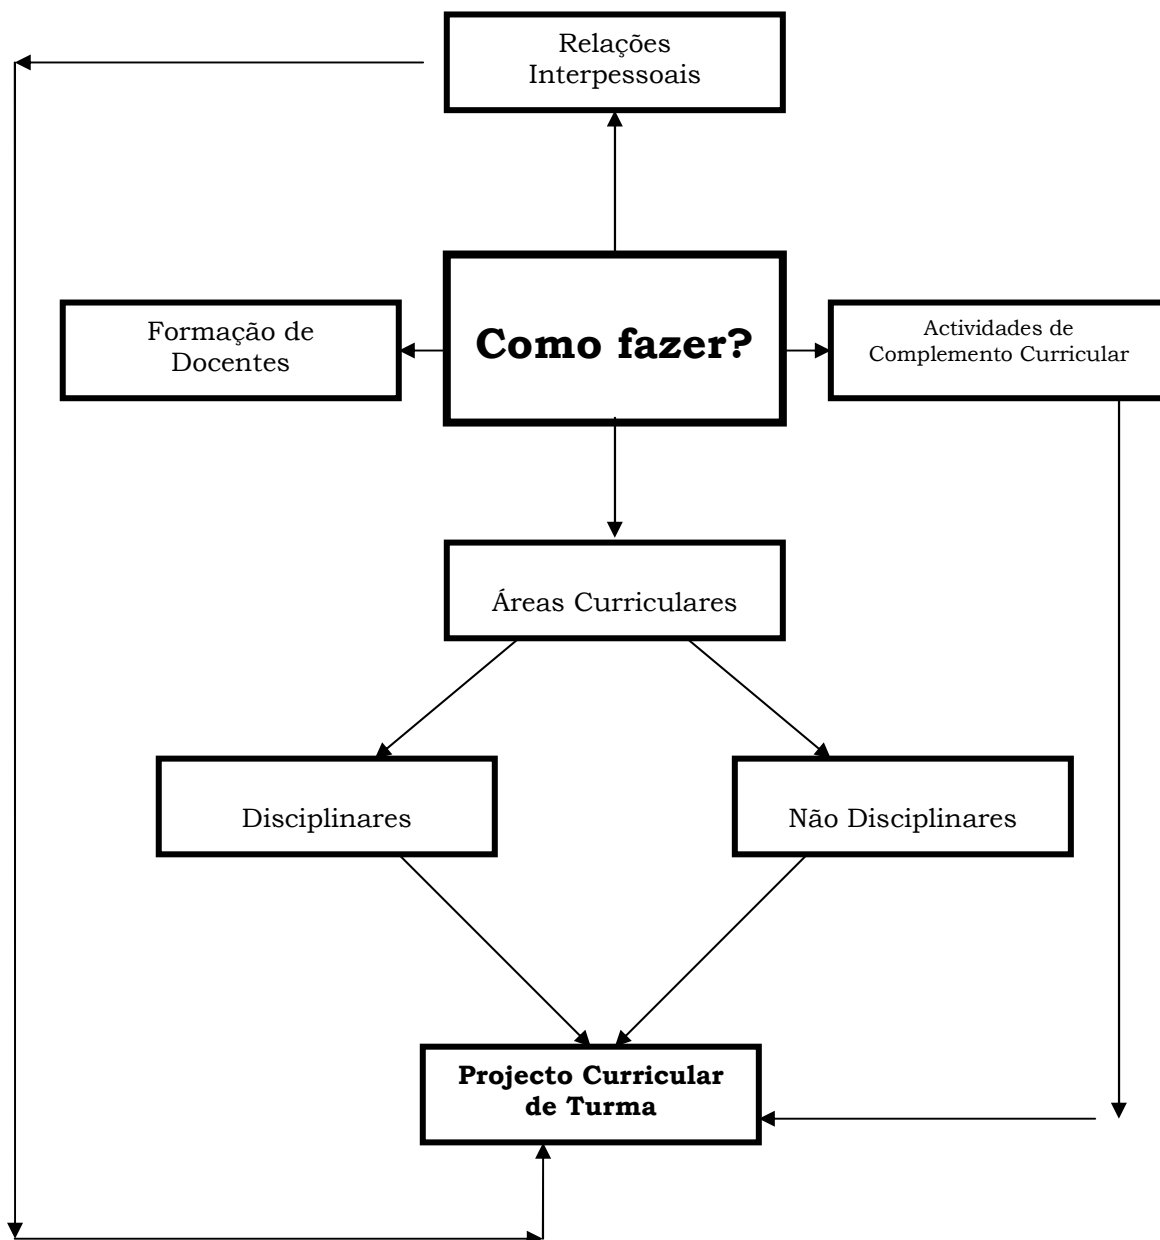 Relações
Interpessoais
Formação de
Docentes
Como fazer?
Actividades de
Complemento Curricular
Áreas Curriculares
Disciplinares
Não Disciplinares
Projecto Curricular
de Turma